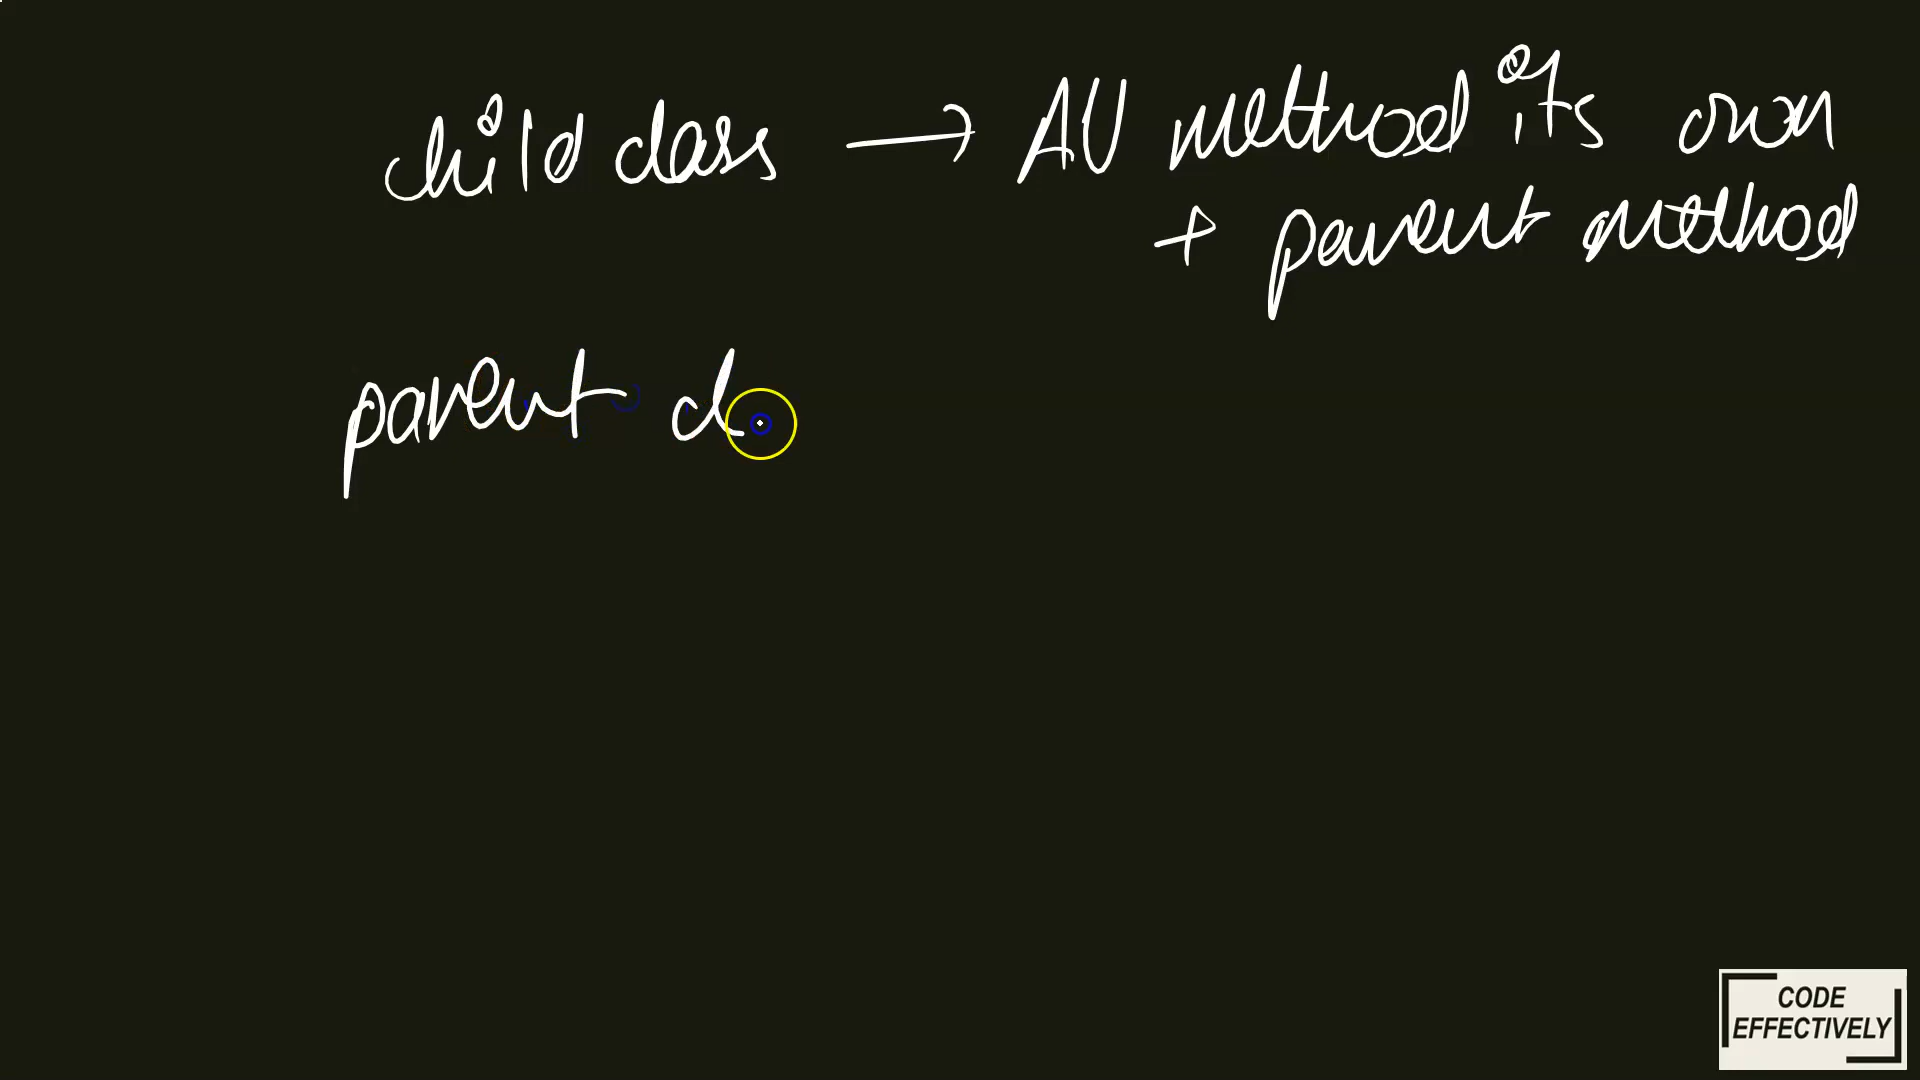 child class → All method of its own
+ parent method
parent cl
CODE
EFFECTIVELY